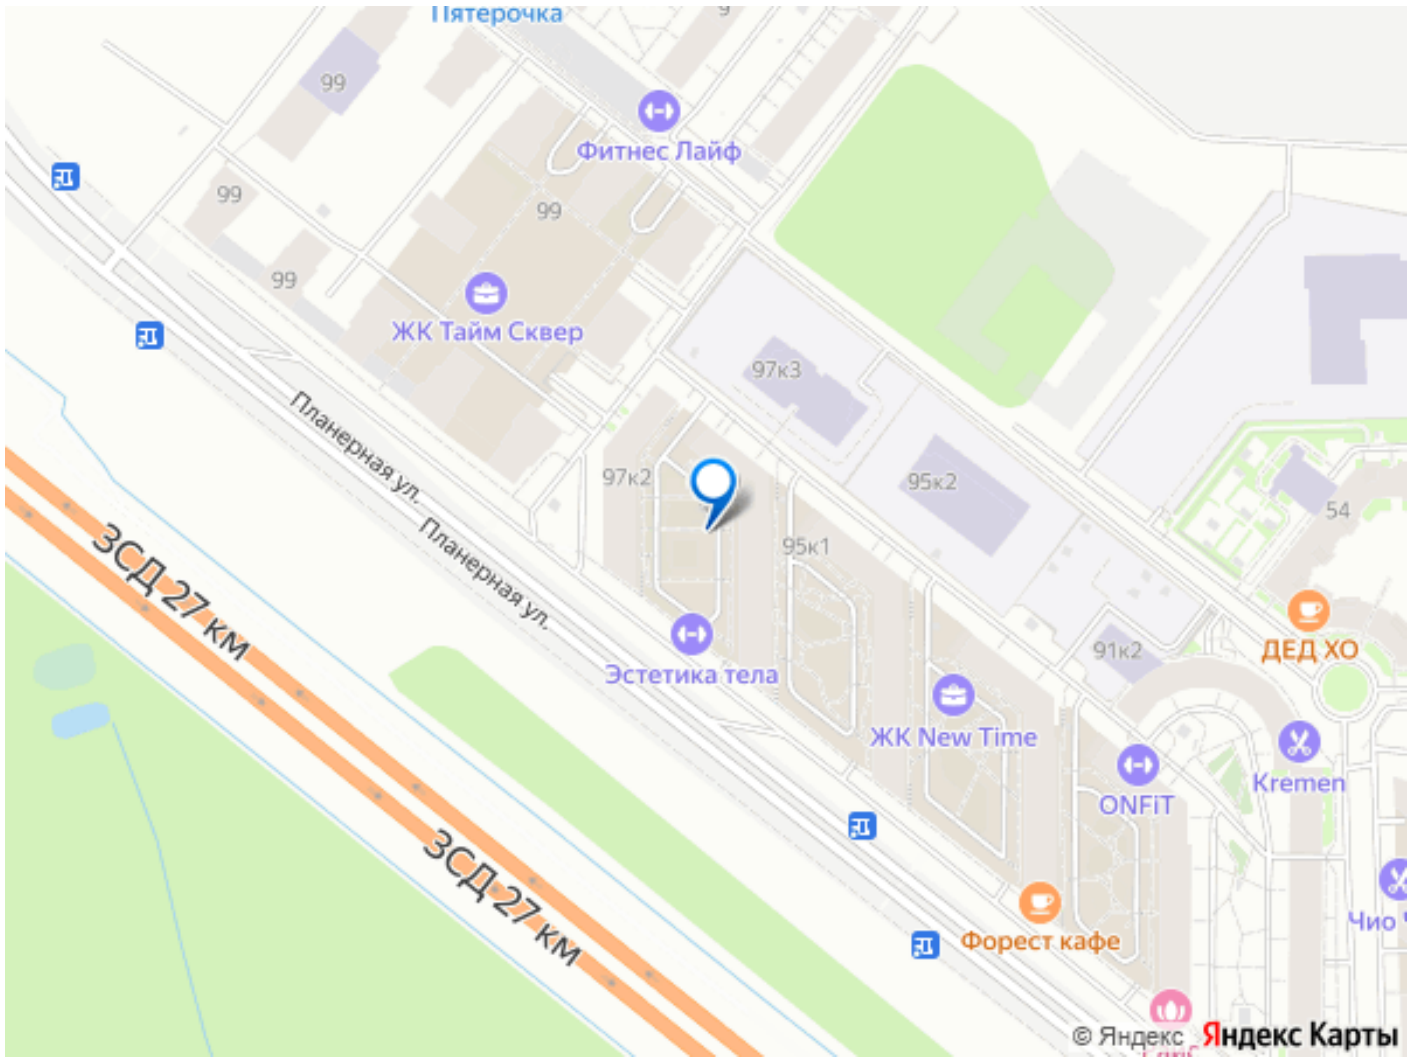 Пятерочка
9
99
Фитнес Лайф
99
99
99
ЖК Тайм Сквер
97к3
Планерная ул.
97к2
95к2
54
Планерная ул.
95к1
ЗСД 27 км
ДЕД ХО
91к2
Эстетика тела
ЖК New Time
Kremen
ONFiT
ЗСД 27 км
Чио
Форест кафе
© Яндекс Яндекс Карты